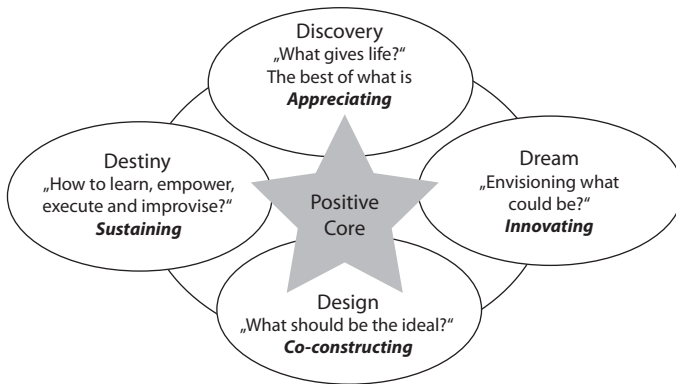 Discovery
„What gives life?“
The best of what is
Appreciating
Destiny
„How to learn, empower,
execute and improvise?“
Sustaining
Positive
Core
Dream
„Envisioning what
could be?“
Innovating
Design
„What should be the ideal?“
Co-constructing